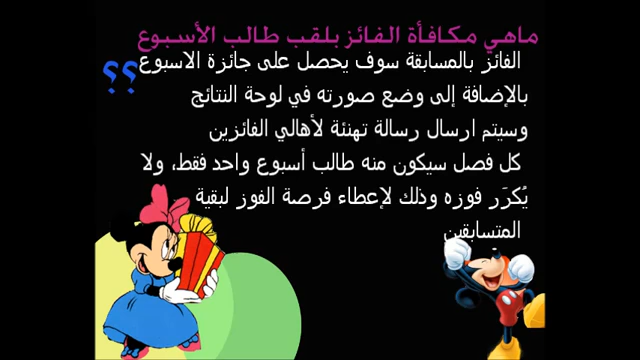 ماهي مكافأة الفائز بلقب طالب الأسبوع
؟؟
الفائز بالمسابقة سوف يحصل على جائزة الاسبوع
بالإضافة إلى وضع صورته في لوحة النتائج
وسيتم ارسال رسالة تهنئة لأهالي الفائزين
كل فصل سيكون منه طالب أسبوع واحد فقط، ولا
يُكرَر فوزه وذلك لإعطاء فرصة الفوز لبقية
المتسابقين